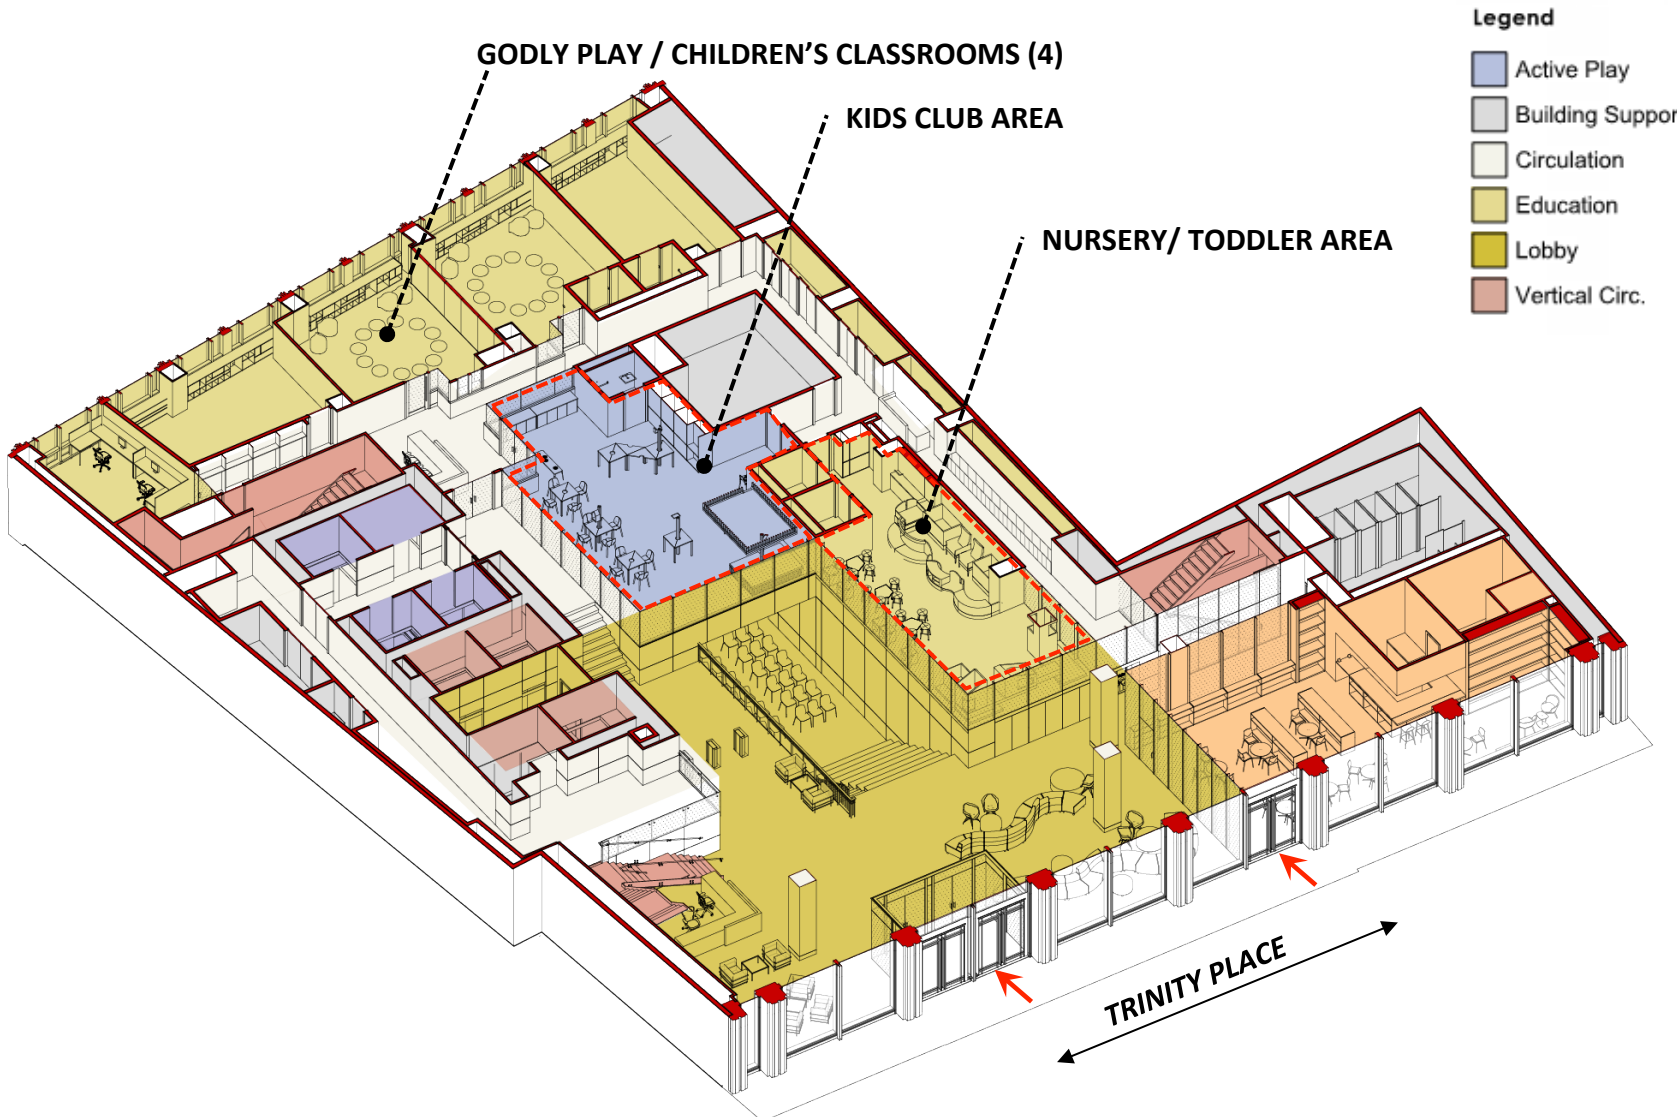 Legend
Active Play
Building Suppor
Circulation
Education
Lobby
Vertical Circ.
GODLY PLAY / CHILDREN’S CLASSROOMS (4)
KIDS CLUB AREA
NURSERY/ TODDLER AREA
TRINITY PLACE